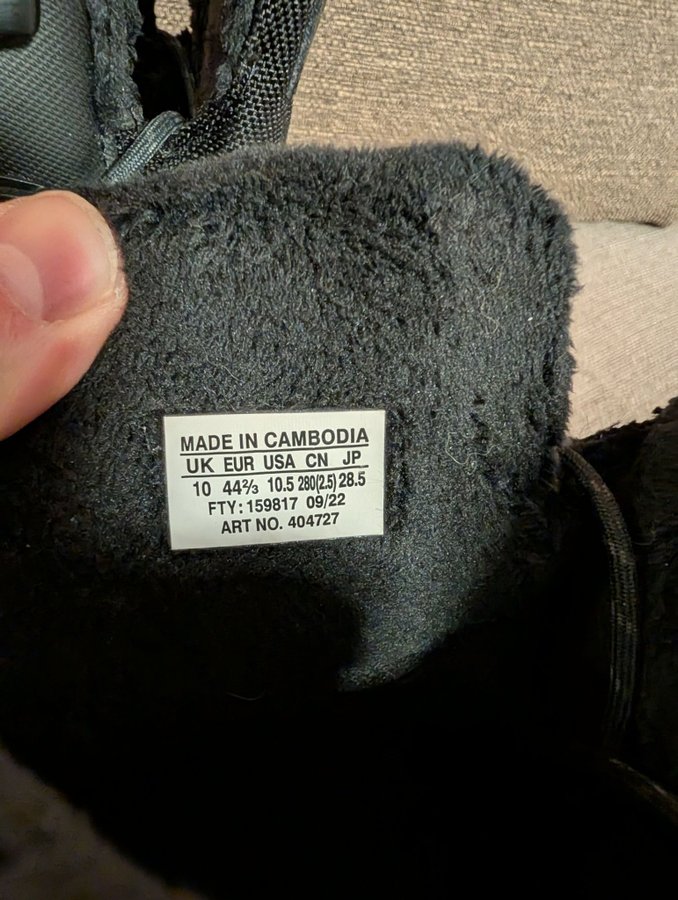 MADE IN CAMBODIA
UK EUR USA CN JP
10 44⅔ 10.5 280(2.5) 28.5
FTY: 159817 09/22
ART NO. 404727